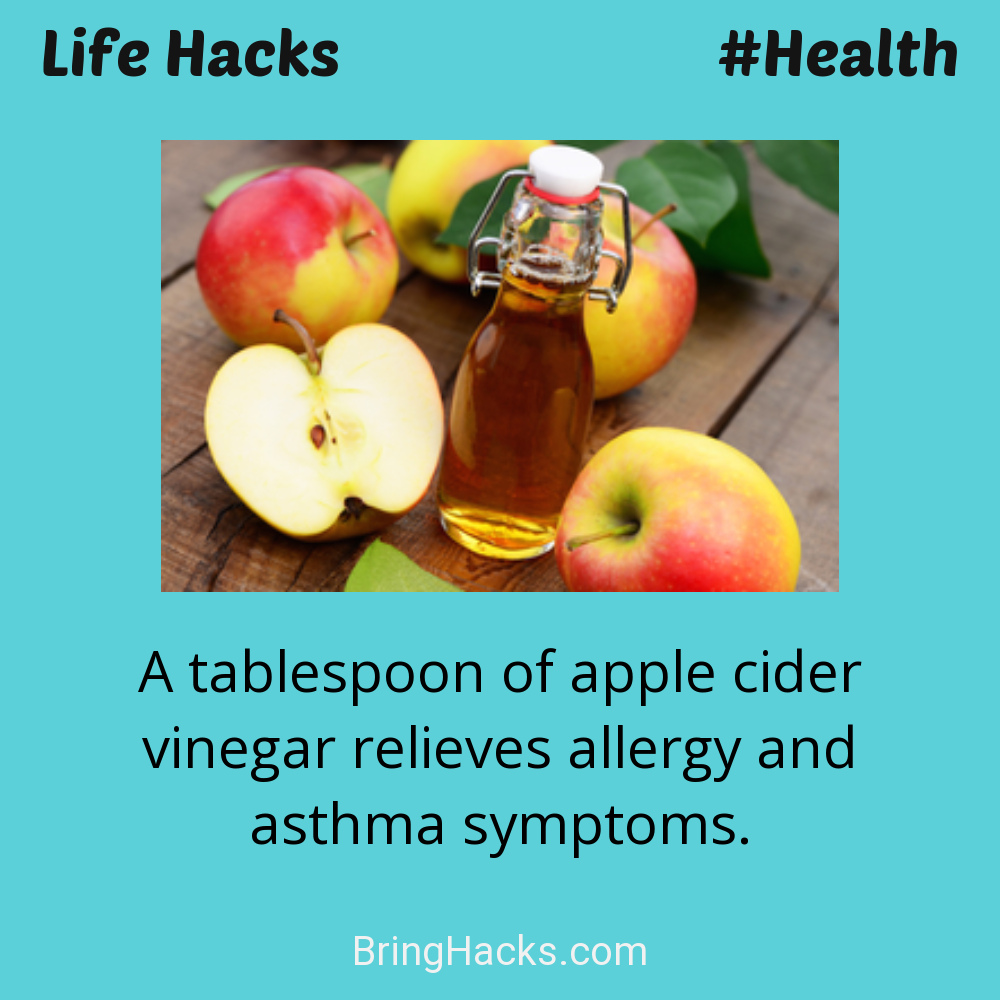 Life Hacks
#Health
A tablespoon of apple cider
vinegar relieves allergy and
asthma symptoms.
BringHacks.com